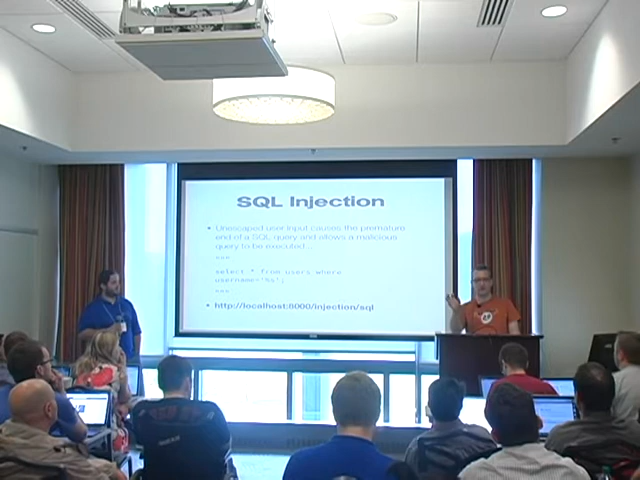 SQL Injection
• Unescaped user input causes the premature
end of a SQL query and allows a malicious
query to be executed...
"""
select * from users where
username='%s';
"""
• http://localhost:8000/injection/sql